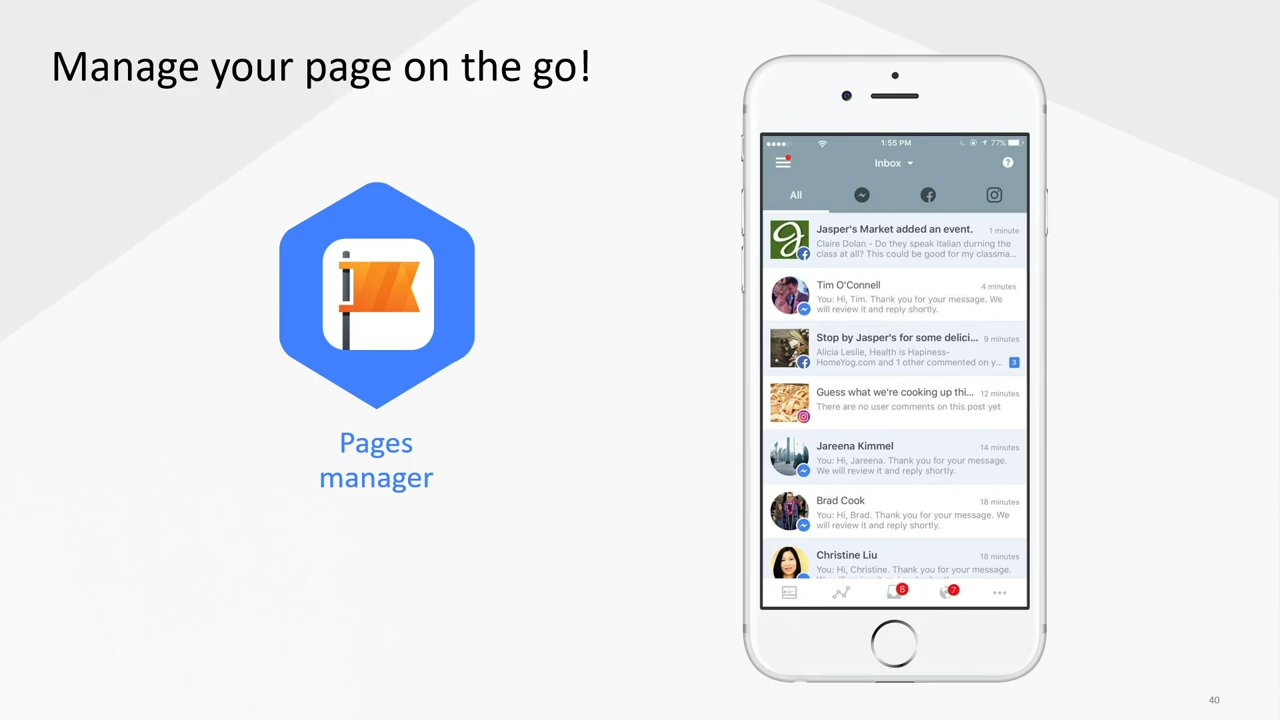 Manage your page on the go!
Pages
manager
1:55 PM
77%
Inbox
All
Jasper's Market added an event.
1 minute
Claire Dolan - Do they speak Italian durning the
class at all? This could be good for my classma...
Tim O'Connell
4 minutes
You: Hi, Tim. Thank you for your message. We
will review it and reply shortly.
Stop by Jasper's for some delici...
9 minutes
Alicia Leslie, Health is Hapiness-
HomeYog.com and 1 other commented on y...
3
Guess what we're cooking up thi...
12 minutes
There are no user comments on this post yet
Jareena Kimmel
14 minutes
You: Hi, Jareena. Thank you for your message.
We will review it and reply shortly.
Brad Cook
18 minutes
You: Hi, Brad. Thank you for your message. We
will review it and reply shortly.
Christine Liu
18 minutes
You: Hi, Christine. Thank you for your message.
8
7
40